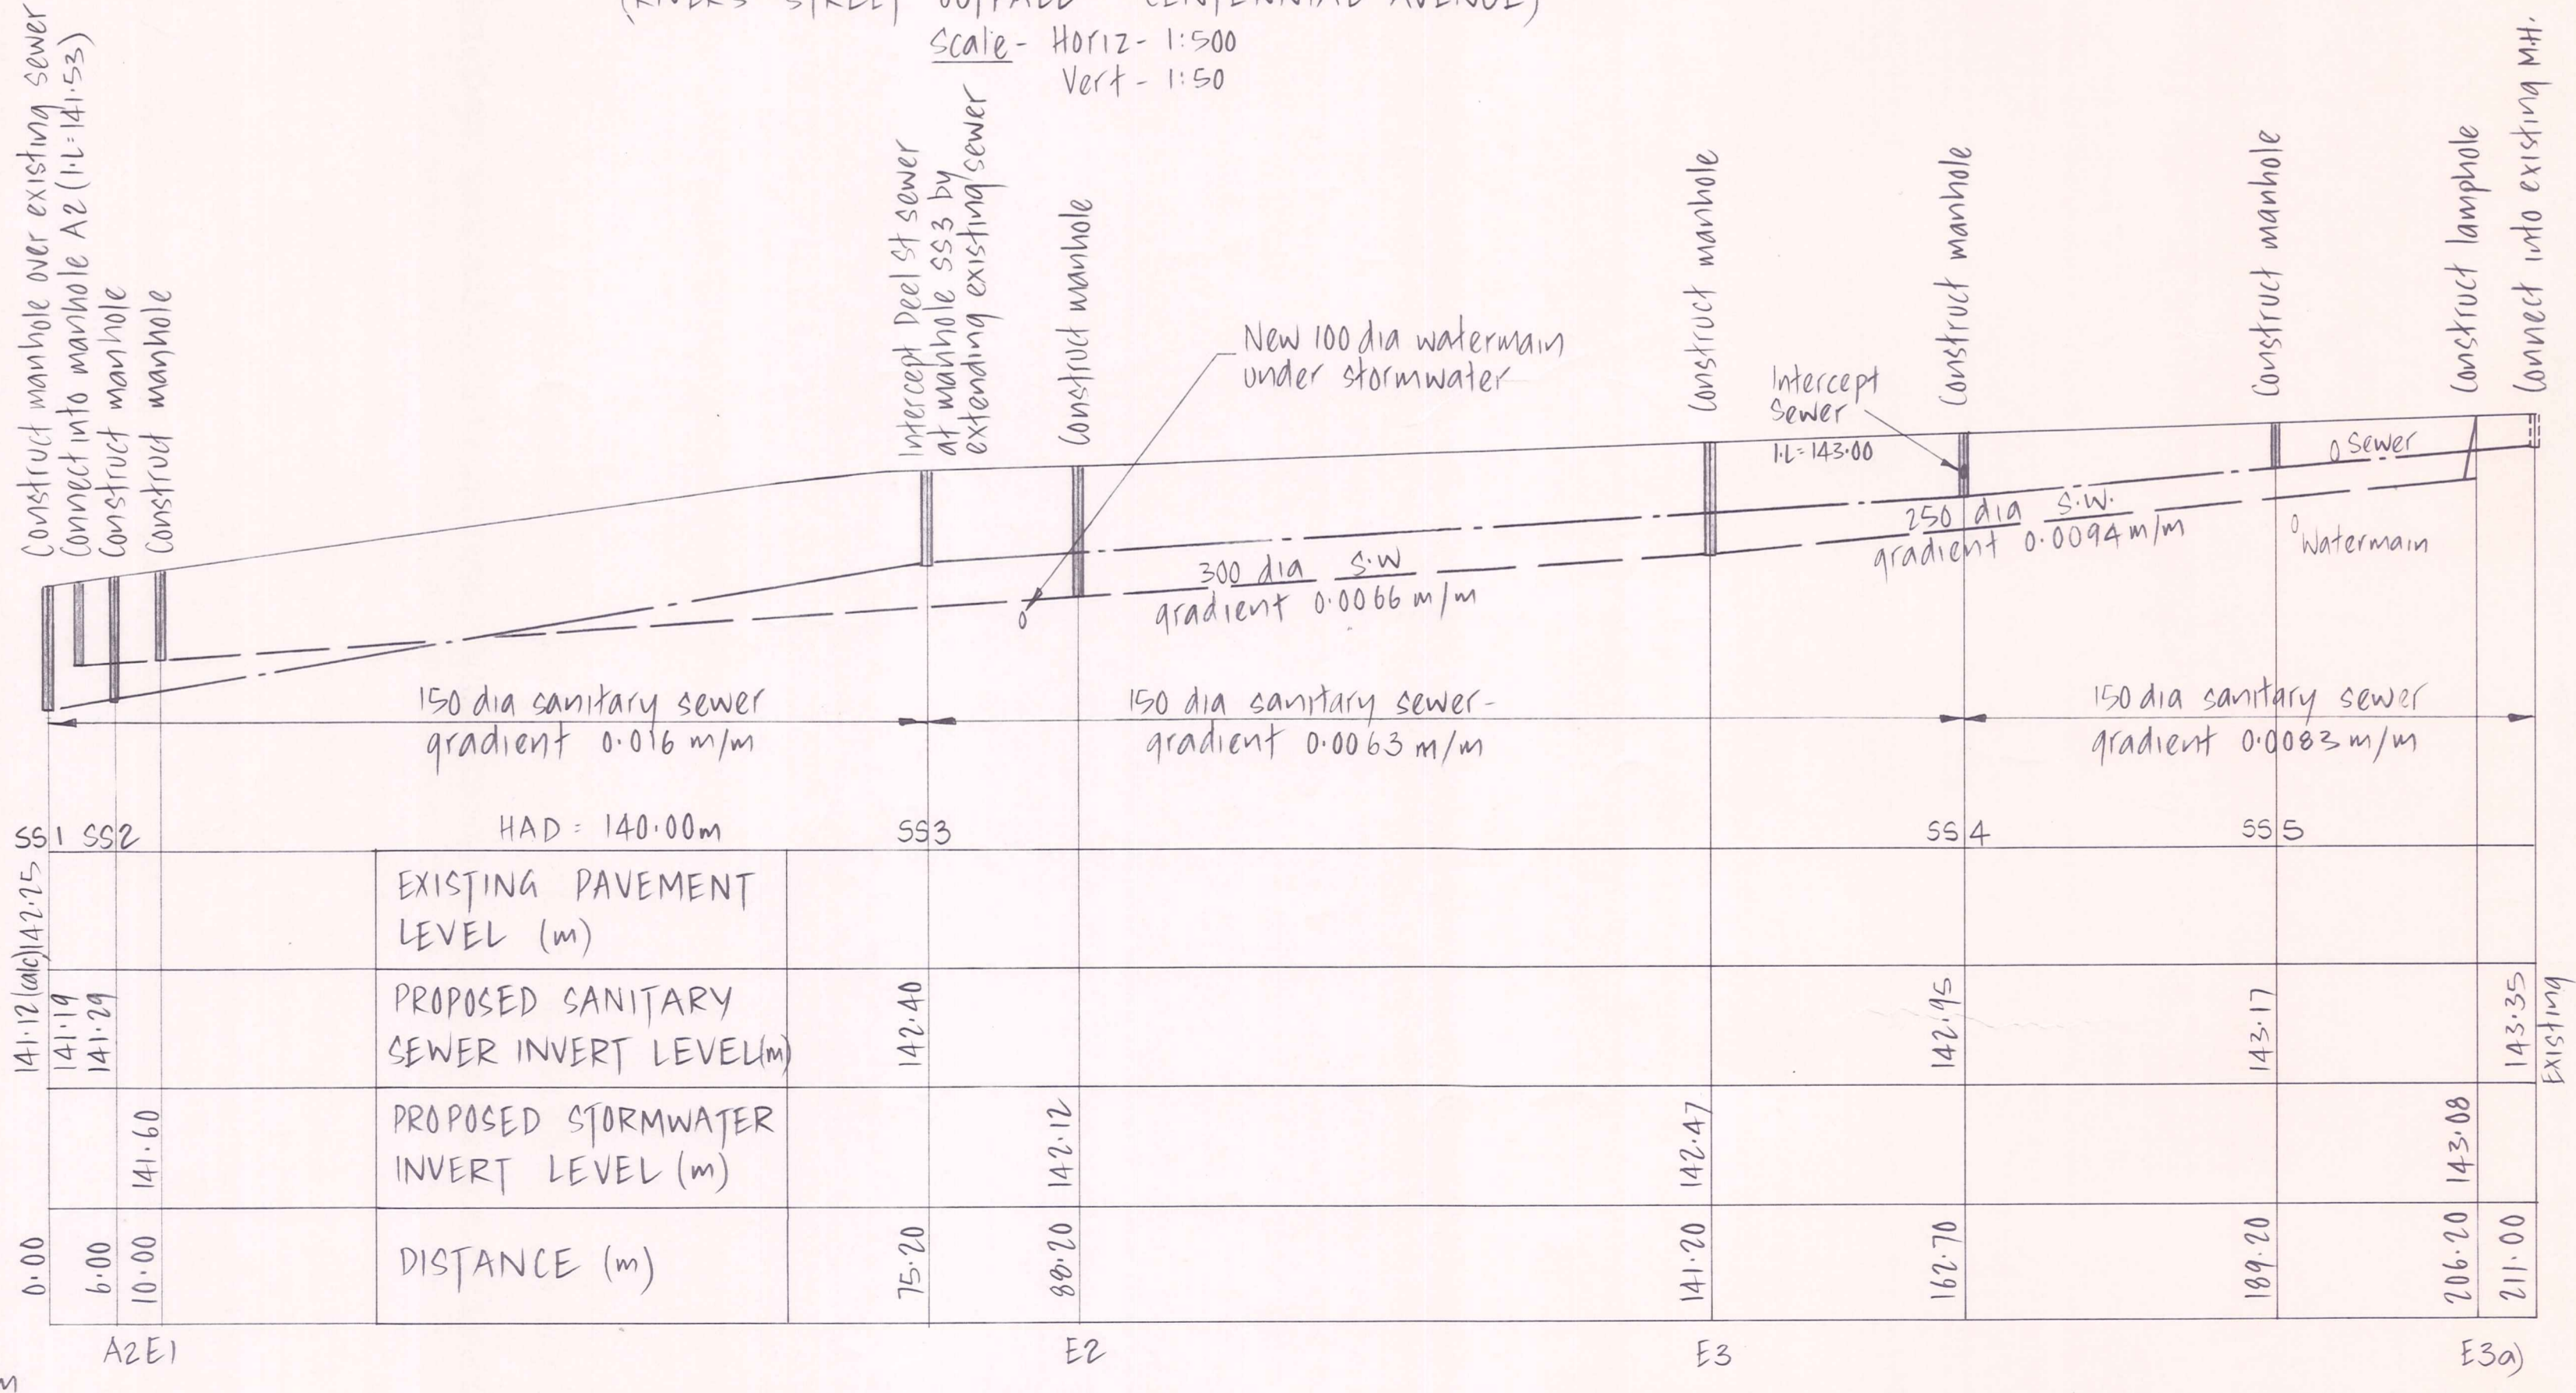 (RIVERS STREET OUTFALL - CENTENNIAL AVENUE)
Scale - Horiz - 1:500
Vert - 1:50
Construct manhole over existing sewer
Connect into manhole A2 (I.L=141.53)
Construct manhole
Construct manhole
Intercept Deel st sewer
at manhole SS3 by
extending existing sewer
Construct manhole
Construct manhole
Construct manhole
Construct manhole
Construct lamphole
Connect into existing M.H.
New 100 dia watermain
under stormwater
Intercept
Sewer
I.L=143.00
Sewer
Watermain
300 dia S.W
gradient 0.0066 m/m
250 dia S.W.
gradient 0.0094 m/m
150 dia sanitary sewer
gradient 0.016 m/m
150 dia sanitary sewer-
gradient 0.0063 m/m
150 dia sanitary sewer
gradient 0.0083 m/m
SS1 SS2
HAD = 140.00m
SS3
SS4
SS5
142.25
EXISTING PAVEMENT
LEVEL (m)
141.12 (calc)
141.19
141.29
PROPOSED SANITARY
SEWER INVERT LEVEL(m)
142.40
142.95
143.17
143.35
Existing
141.60
PROPOSED STORMWATER
INVERT LEVEL (m)
142.12
142.47
143.08
0.00
6.00
10.00
DISTANCE (m)
75.20
88.20
141.20
162.70
189.20
206.20
211.00
A2 E1
E2
E3
E3a)